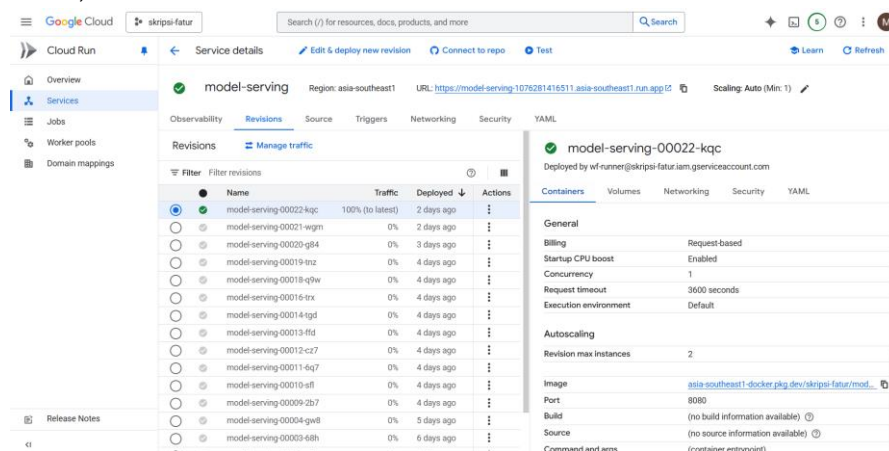 Google Cloud
skripsi-fatur
Search (/) for resources, docs, products, and more
Search
5
M
Cloud Run
Service details
Edit & deploy new revision
Connect to repo
Test
Learn
Refresh
Overview
Services
Jobs
Worker pools
Domain mappings
Release Notes
model-serving
Region: asia-southeast1
URL: https://model-serving-1076281416511.asia-southeast1.run.app
Scaling: Auto (Min: 1)
Observability Revisions Source Triggers Networking Security YAML
Revisions
Manage traffic
Filter Filter revisions
Name Traffic Deployed Actions
model-serving-00022-kqc 100% (to latest) 2 days ago
model-serving-00021-wgm 0% 2 days ago
model-serving-00020-g84 0% 3 days ago
model-serving-00019-tnz 0% 4 days ago
model-serving-00018-q9w 0% 4 days ago
model-serving-00016-trx 0% 4 days ago
model-serving-00014-tgd 0% 4 days ago
model-serving-00013-ffd 0% 4 days ago
model-serving-00012-cz7 0% 4 days ago
model-serving-00011-6q7 0% 4 days ago
model-serving-00010-sfl 0% 4 days ago
model-serving-00009-2b7 0% 4 days ago
model-serving-00004-gw8 0% 5 days ago
model-serving-00003-68h 0% 6 days ago
model-serving-00022-kqc
Deployed by wf-runner@skripsi-fatur.iam.gserviceaccount.com
Containers Volumes Networking Security YAML
General
Billing Request-based
Startup CPU boost Enabled
Concurrency 1
Request timeout 3600 seconds
Execution environment Default
Autoscaling
Revision max instances 2
Image asia-southeast1-docker.pkg.dev/skripsi-fatur/mod...
Port 8080
Build (no build information available)
Source (no source information available)
Command and args (container entrypoint)